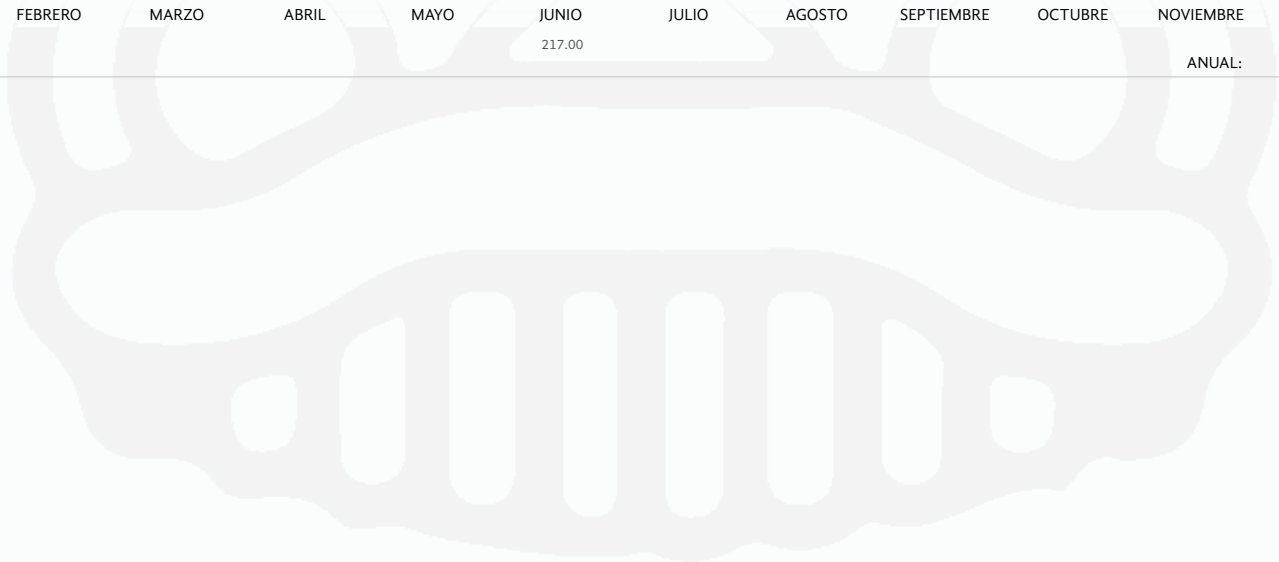 FEBRERO MARZO ABRIL MAYO JUNIO JULIO AGOSTO SEPTIEMBRE OCTUBRE NOVIEMBRE
217.00
ANUAL: